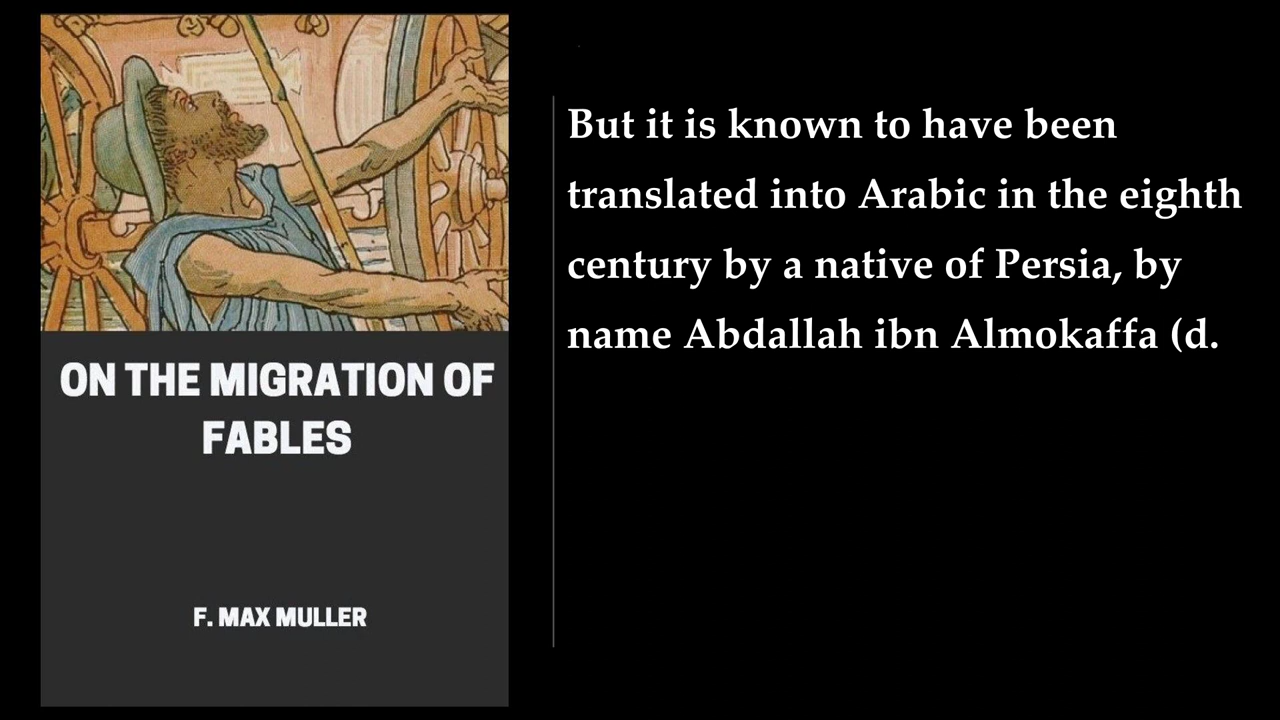 ON THE MIGRATION OF
FABLES
F. MAX MULLER
But it is known to have been
translated into Arabic in the eighth
century by a native of Persia, by
name Abdallah ibn Almokaffa (d.